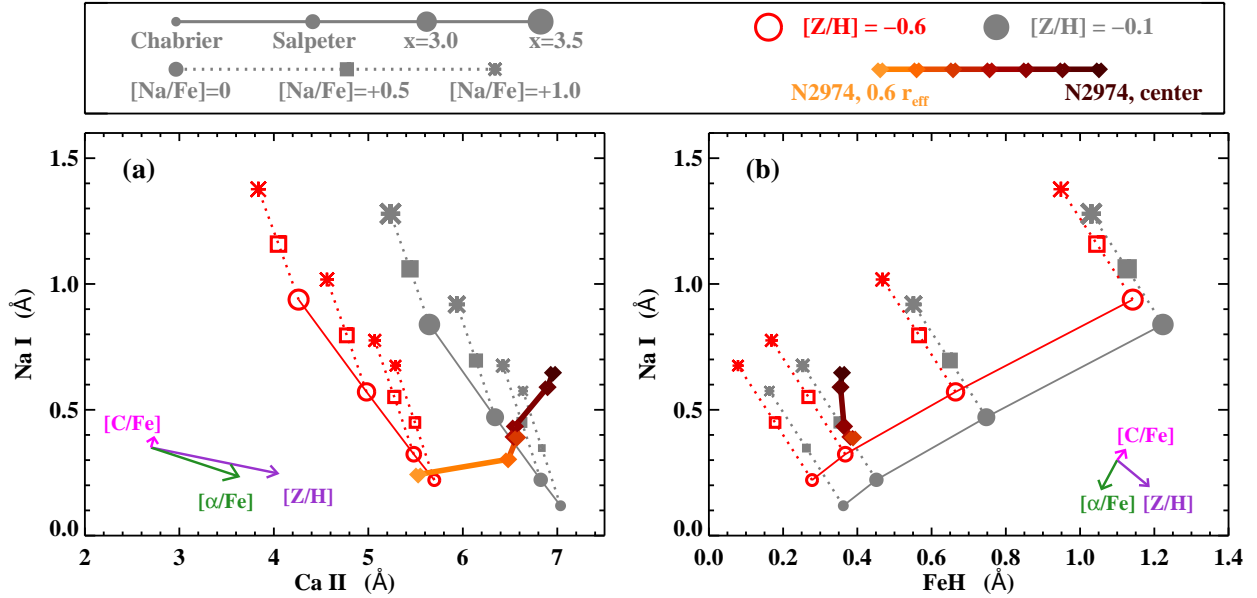 Chabrier Salpeter x=3.0 x=3.5
[Na/Fe]=0 [Na/Fe]=+0.5 [Na/Fe]=+1.0
[Z/H] = −0.6 [Z/H] = −0.1
N2974, 0.6 r_eff N2974, center
(a)
1.5
1.0
0.5
0.0
Na I (Å)
[C/Fe]
[α/Fe]
[Z/H]
2 3 4 5 6 7
Ca II (Å)
(b)
1.5
1.0
0.5
0.0
Na I (Å)
[C/Fe]
[α/Fe] [Z/H]
0.0 0.2 0.4 0.6 0.8 1.0 1.2 1.4
FeH (Å)